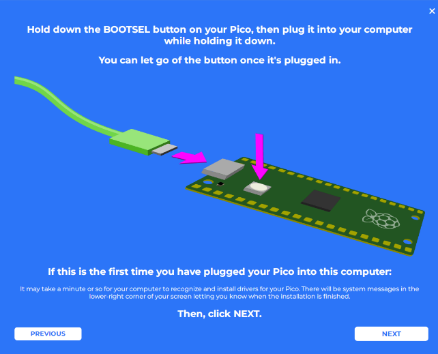 Hold down the BOOTSEL button on your Pico, then plug it into your computer
while holding it down.
You can let go of the button once it's plugged in.
If this is the first time you have plugged your Pico into this computer:
It may take a minute or so for your computer to recognize and install drivers for your Pico. There will be system messages in the
lower-right corner of your screen letting you know when the installation is finished.
Then, click NEXT.
PREVIOUS
NEXT